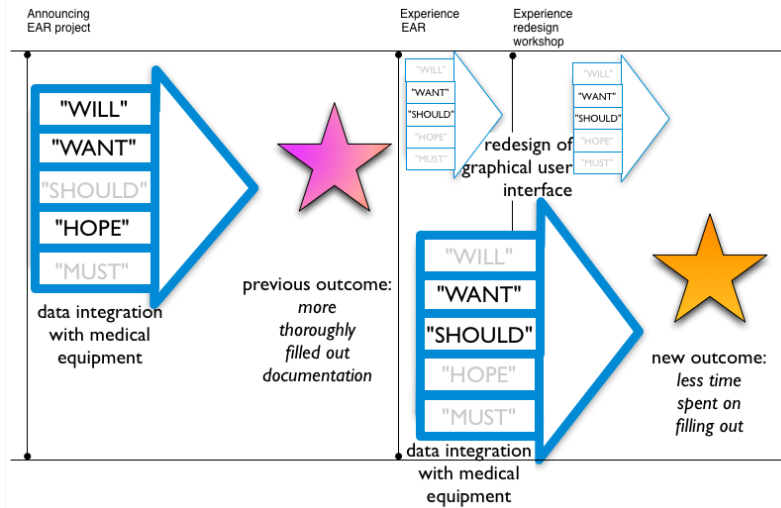 Announcing
EAR project
Experience
EAR
Experience
redesign
workshop
"WILL"
"WANT"
"SHOULD"
"HOPE"
"MUST"
data integration
with medical
equipment
previous outcome:
more
thoroughly
filled out
documentation
"WILL"
"WANT"
"SHOULD"
"HOPE"
"MUST"
redesign of
graphical user
interface
"WILL"
"WANT"
"SHOULD"
"HOPE"
"MUST"
"WILL"
"WANT"
"SHOULD"
"HOPE"
"MUST"
data integration
with medical
equipment
new outcome:
less time
spent on
filling out